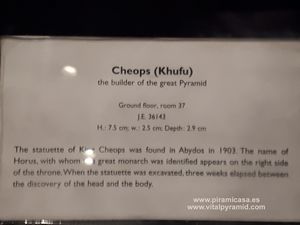 Cheops (Khufu)
the builder of the great Pyramid
Ground floor, room 37
J.E. 36143
H.: 7.5 cm; w.: 2.5 cm; Depth: 2.9 cm
The statuette of King Cheops was found in Abydos in 1903. The name of
Horus, with whom this great monarch was identified appears on the right side
of the throne. When the statuette was excavated, three weeks elapsed between
the discovery of the head and the body.
www.piramicasa.es
www.vitalpyramid.com